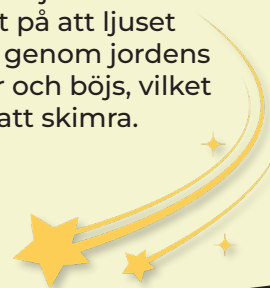 t på att ljuset
genom jordens
r och böjs, vilket
att skimra.